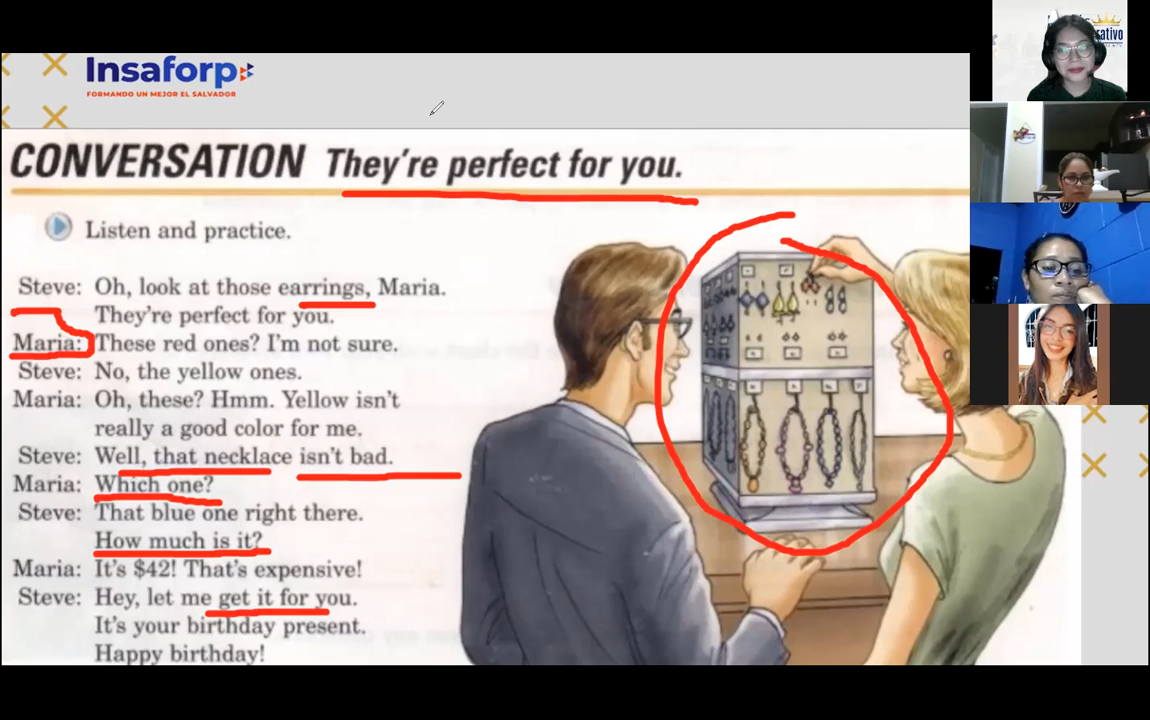 Insaforp
FORMANDO UN MEJOR EL SALVADOR
CONVERSATION They're perfect for you.
Listen and practice.
Steve: Oh, look at those earrings, Maria.
They're perfect for you.
Maria: These red ones? I'm not sure.
Steve: No, the yellow ones.
Maria: Oh, these? Hmm. Yellow isn't
really a good color for me.
Steve: Well, that necklace isn't bad.
Maria: Which one?
Steve: That blue one right there.
How much is it?
Maria: It's $42! That's expensive!
Steve: Hey, let me get it for you.
It's your birthday present.
Happy birthday!